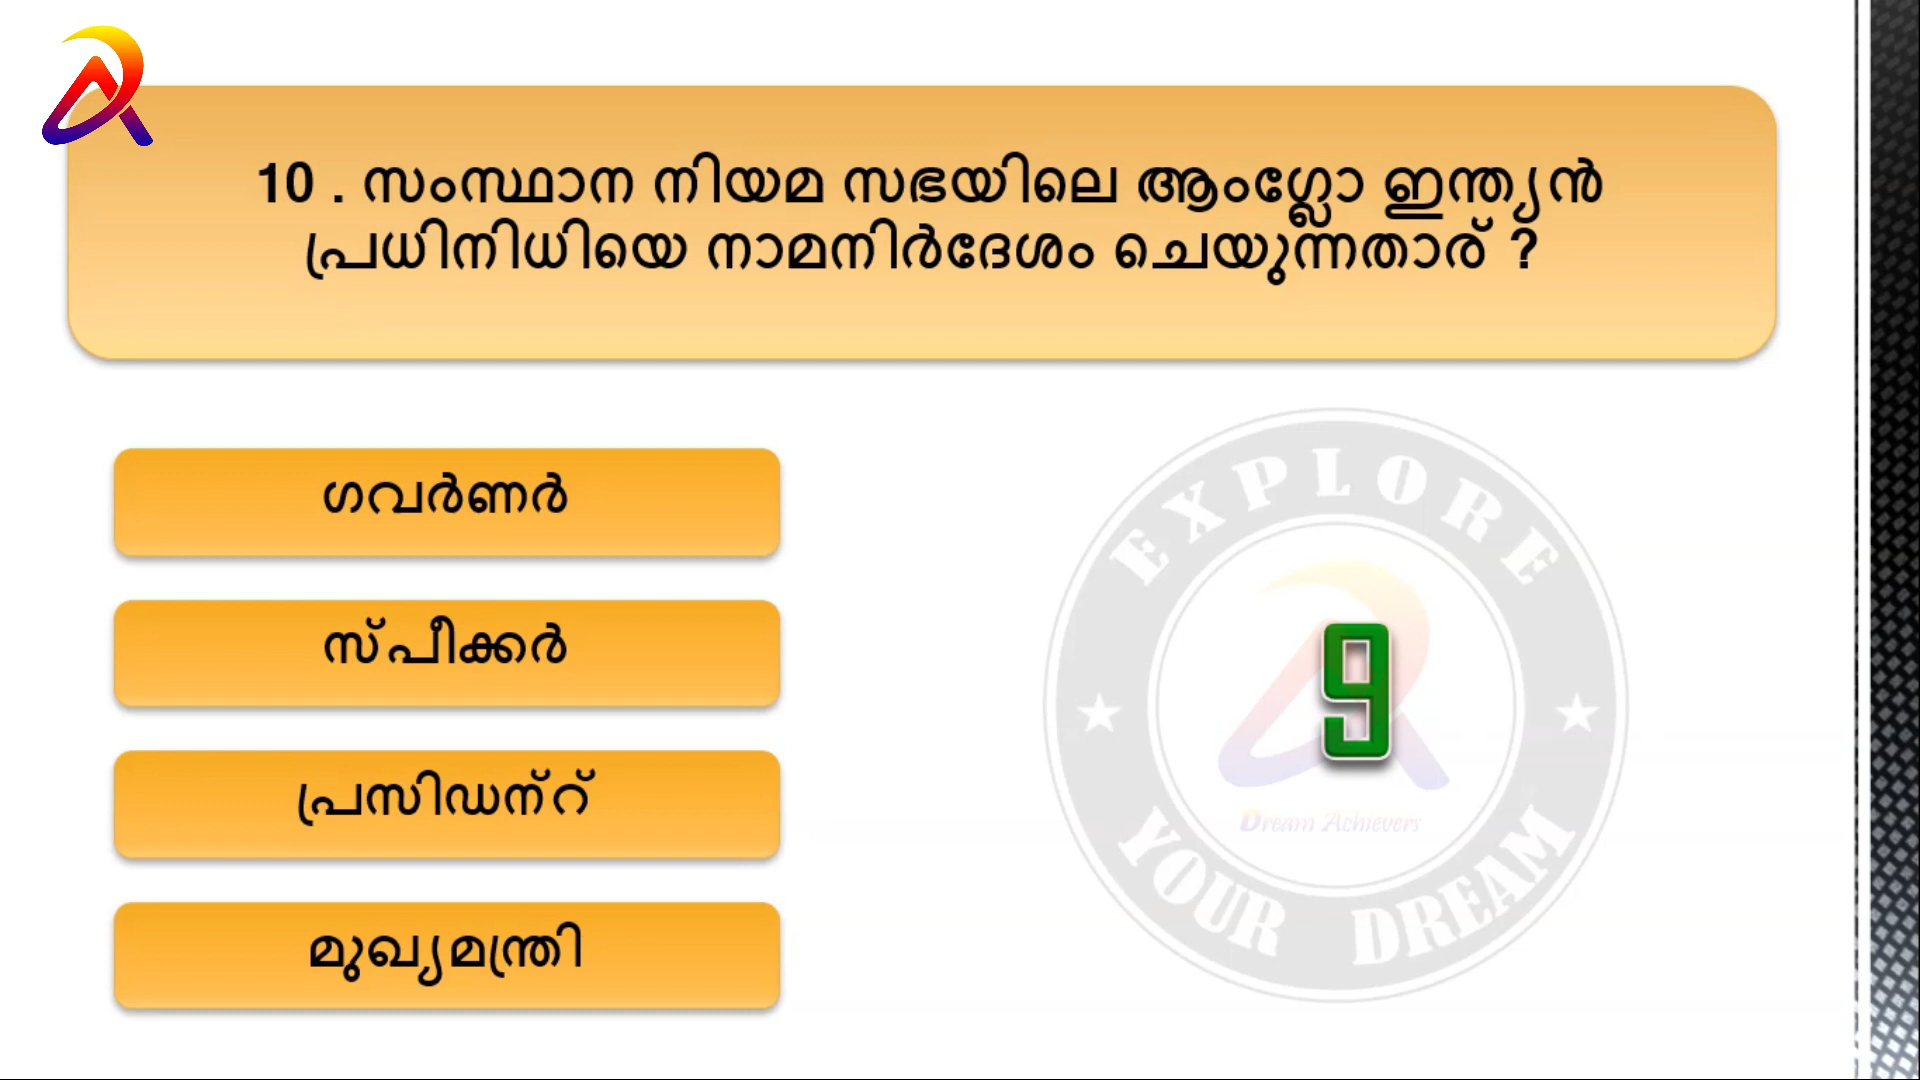 10 . സംസ്ഥാന നിയമ സഭയിലെ ആംഗ്ലോ ഇന്ത്യൻ
പ്രധിനിധിയെ നാമനിർദേശം ചെയുന്നതാര് ?
ഗവർണർ
സ്പീക്കർ
പ്രസിഡന്റ്
മുഖ്യമന്ത്രി
EXPLORE
9
Dream Achievers
YOUR DREAM